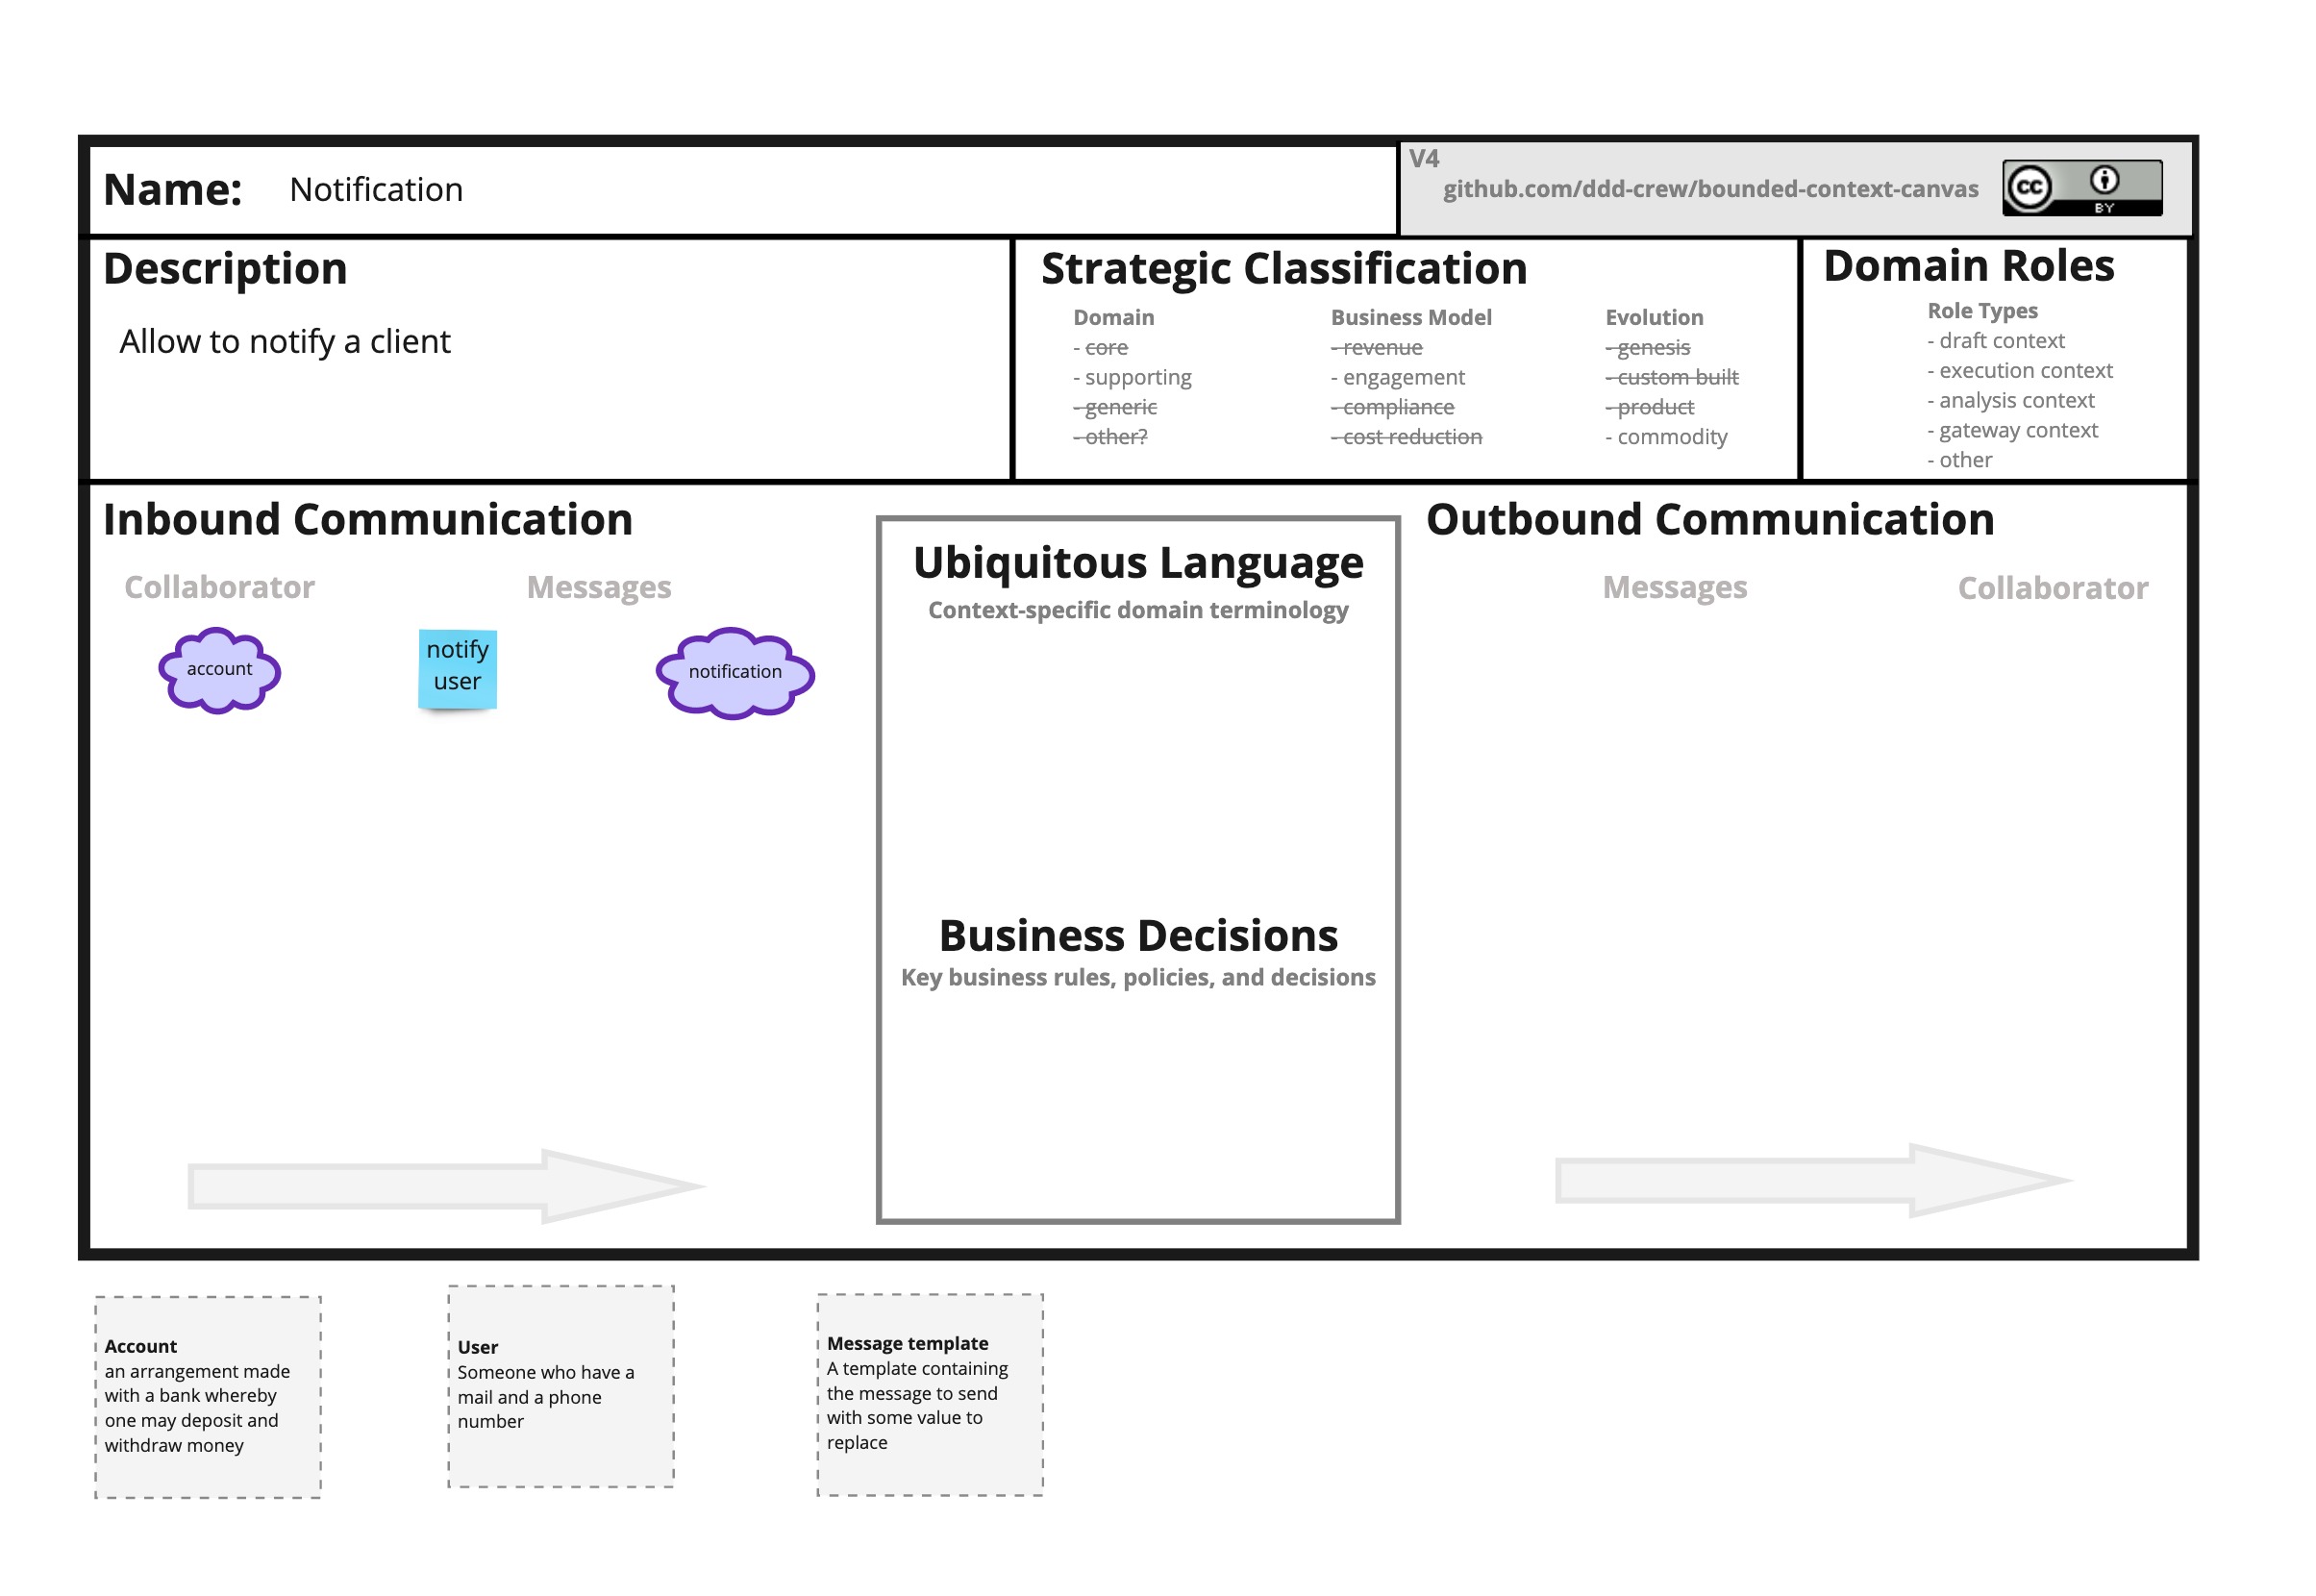 Name: Notification
V4
github.com/ddd-crew/bounded-context-canvas
cc
BY
Description
Allow to notify a client
Strategic Classification
Domain
- core
- supporting
- generic
- other?
Business Model
- revenue
- engagement
- compliance
- cost reduction
Evolution
- genesis
- custom built
- product
- commodity
Domain Roles
Role Types
- draft context
- execution context
- analysis context
- gateway context
- other
Inbound Communication
Collaborator
Messages
account
notify
user
notification
Ubiquitous Language
Context-specific domain terminology
Business Decisions
Key business rules, policies, and decisions
Outbound Communication
Messages
Collaborator
Account
an arrangement made
with a bank whereby
one may deposit and
withdraw money
User
Someone who have a
mail and a phone
number
Message template
A template containing
the message to send
with some value to
replace